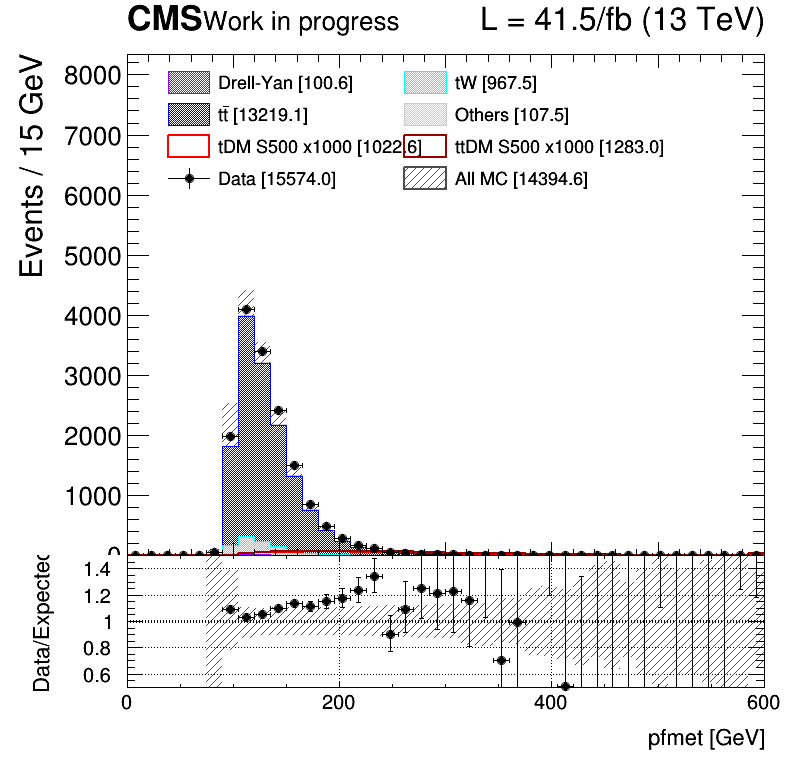 CMS Work in progress L = 41.5/fb (13 TeV)
Events / 15 GeV
8000
7000
6000
5000
4000
3000
2000
1000
0
Drell-Yan [100.6] tW [967.5]
tt̄ [13219.1] Others [107.5]
tDM S500 x1000 [1022.6] ttDM S500 x1000 [1283.0]
Data [15574.0] All MC [14394.6]
Data/Expected
1.4
1.2
1
0.8
0.6
0 200 400 600
pfmet [GeV]